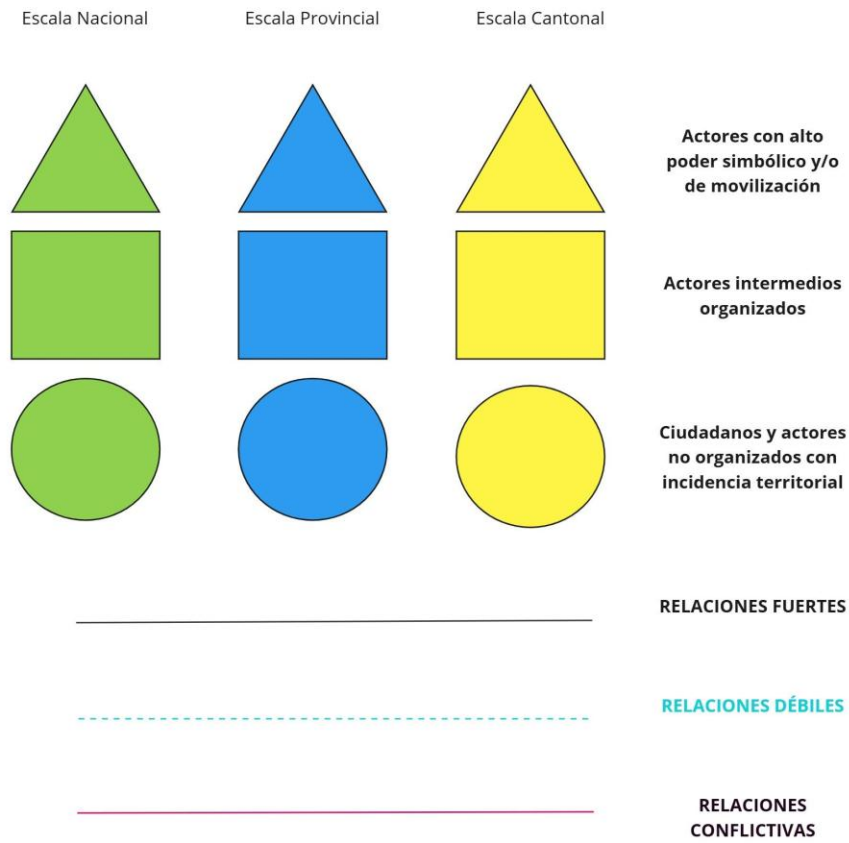 Escala Nacional
Escala Provincial
Escala Cantonal
Actores con alto
poder simbólico y/o
de movilización
Actores intermedios
organizados
Ciudadanos y actores
no organizados con
incidencia territorial
RELACIONES FUERTES
RELACIONES DÉBILES
RELACIONES
CONFLICTIVAS